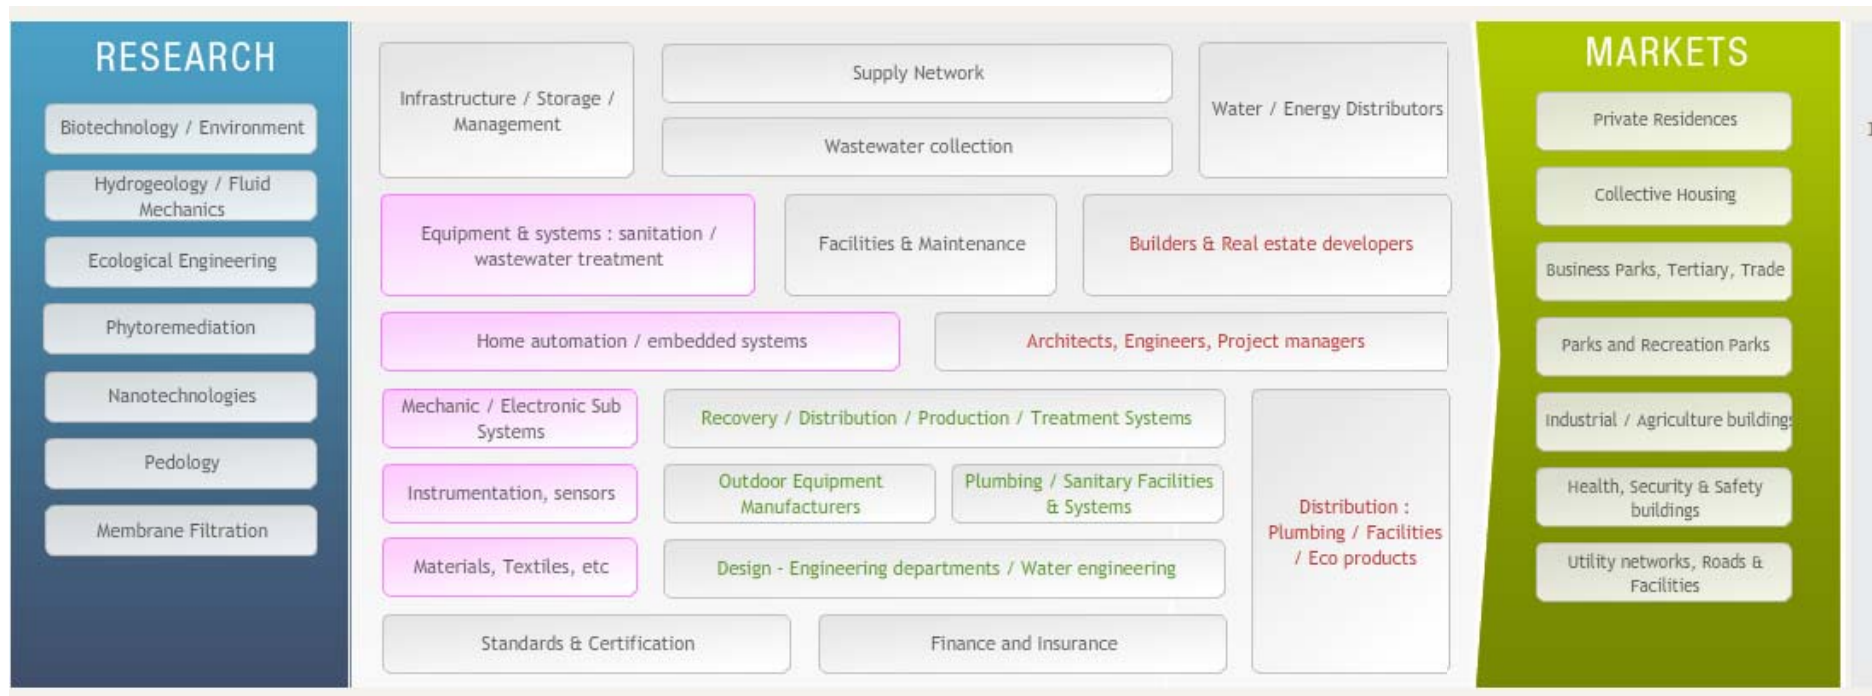 RESEARCH
Biotechnology / Environment
Hydrogeology / Fluid
Mechanics
Ecological Engineering
Phytoremediation
Nanotechnologies
Pedology
Membrane Filtration
Infrastructure / Storage /
Management
Supply Network
Wastewater collection
Water / Energy Distributors
Equipment & systems : sanitation /
wastewater treatment
Facilities & Maintenance
Builders & Real estate developers
Home automation / embedded systems
Architects, Engineers, Project managers
Mechanic / Electronic Sub
Systems
Recovery / Distribution / Production / Treatment Systems
Instrumentation, sensors
Outdoor Equipment
Manufacturers
Plumbing / Sanitary Facilities
& Systems
Distribution :
Plumbing / Facilities
/ Eco products
Materials, Textiles, etc
Design - Engineering departments / Water engineering
Standards & Certification
Finance and Insurance
MARKETS
Private Residences
Collective Housing
Business Parks, Tertiary, Trade
Parks and Recreation Parks
Industrial / Agriculture buildings
Health, Security & Safety
buildings
Utility networks, Roads &
Facilities